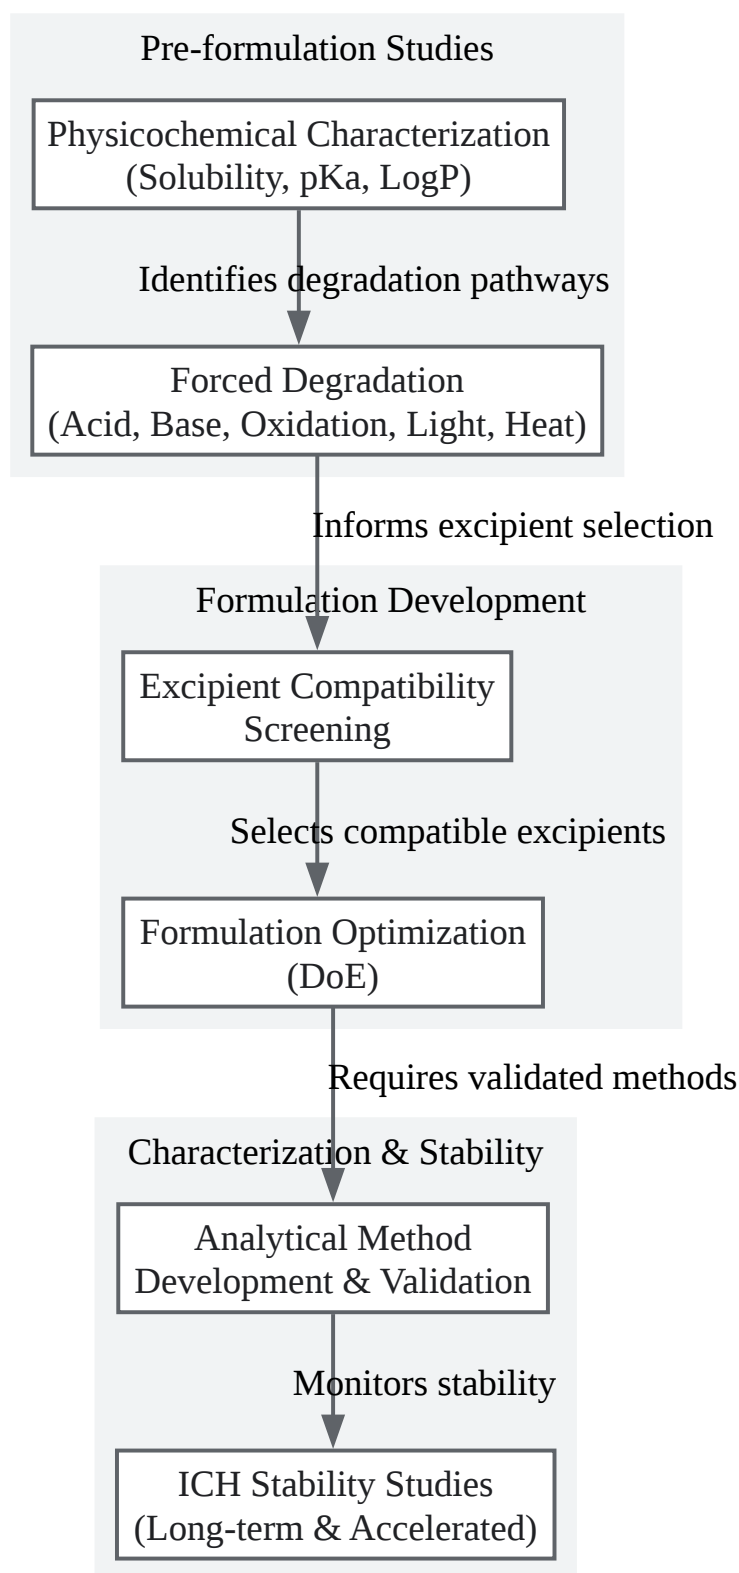 Pre-formulation Studies
Physicochemical Characterization
(Solubility, pKa, LogP)
Identifies degradation pathways
Forced Degradation
(Acid, Base, Oxidation, Light, Heat)
Informs excipient selection
Formulation Development
Excipient Compatibility
Screening
Selects compatible excipients
Formulation Optimization
(DoE)
Requires validated methods
Characterization & Stability
Analytical Method
Development & Validation
Monitors stability
ICH Stability Studies
(Long-term & Accelerated)